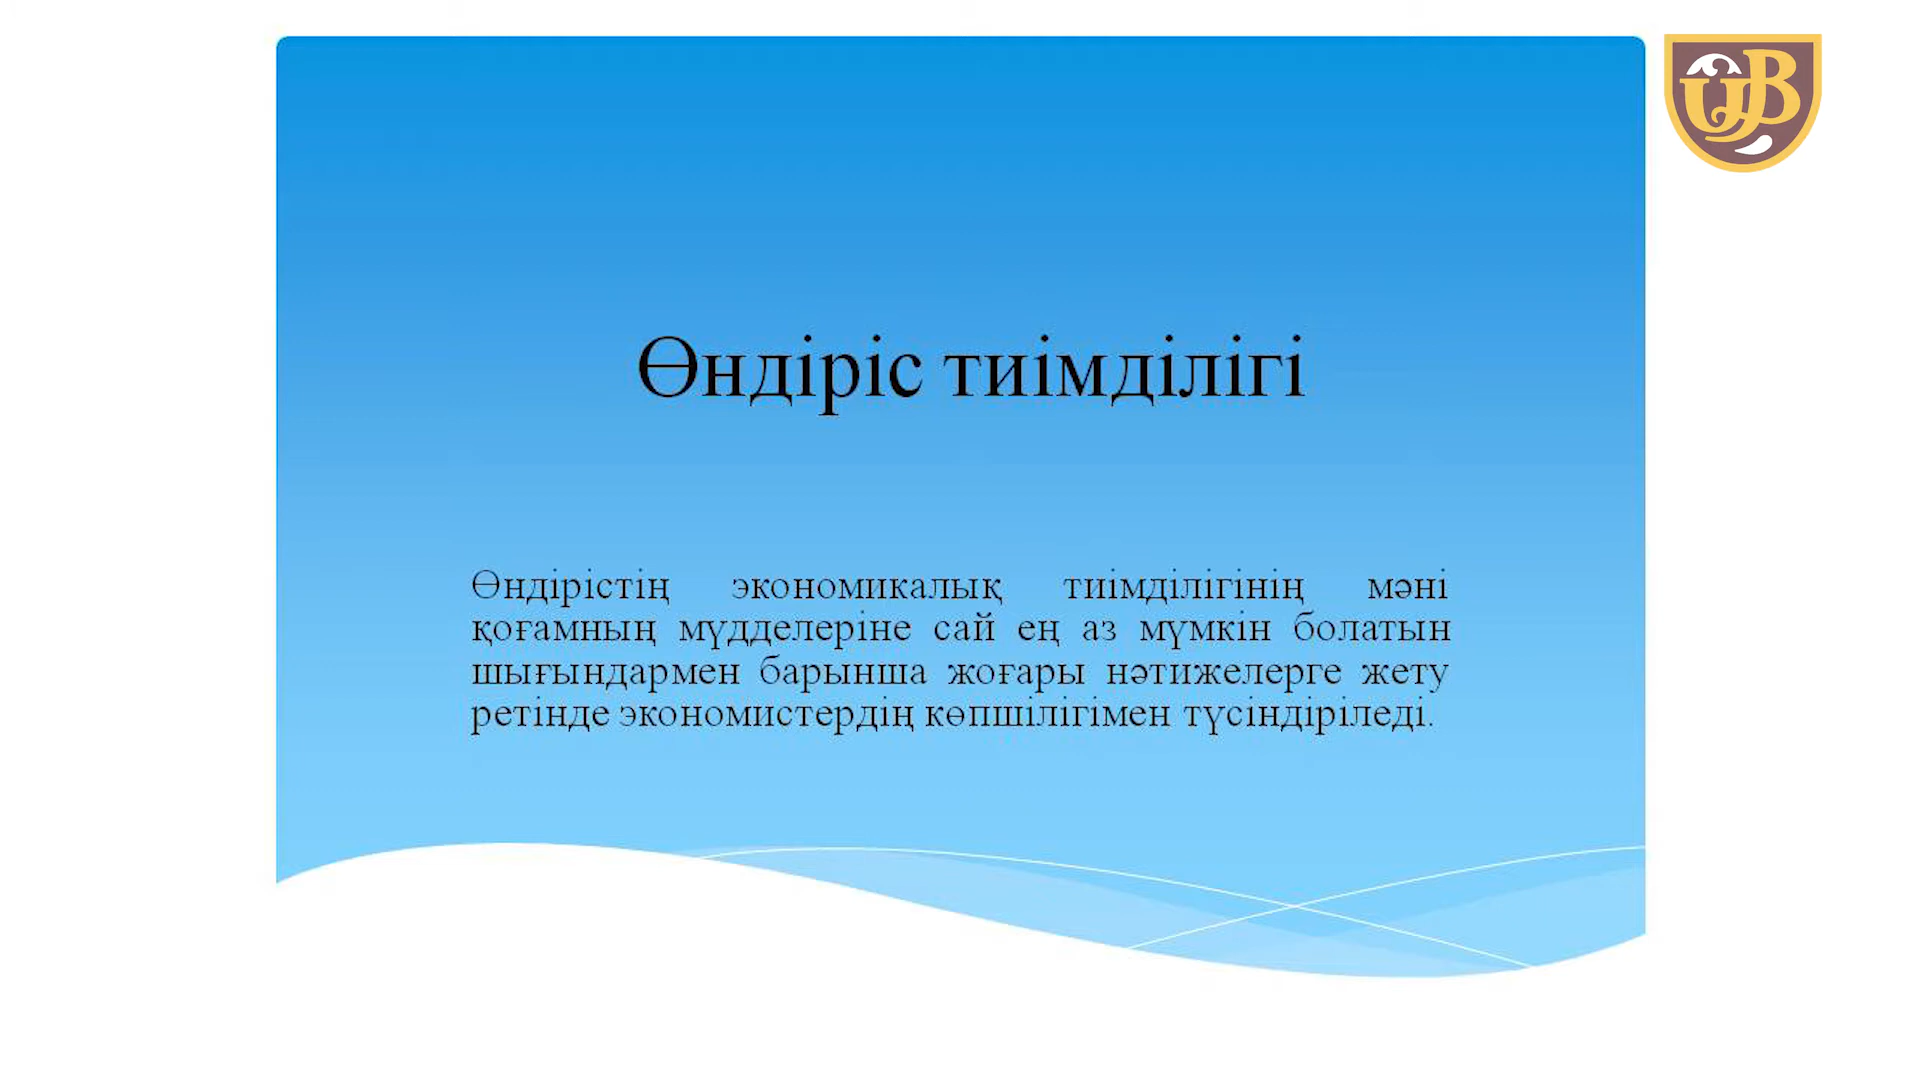 Өндіріс тиімділігі
Өндірістің экономикалық тиімділігінің мәні
қоғамның мүдделеріне сай ең аз мүмкін болатын
шығындармен барынша жоғары нәтижелерге жету
ретінде экономистердің көпшілігімен түсіндіріледі.